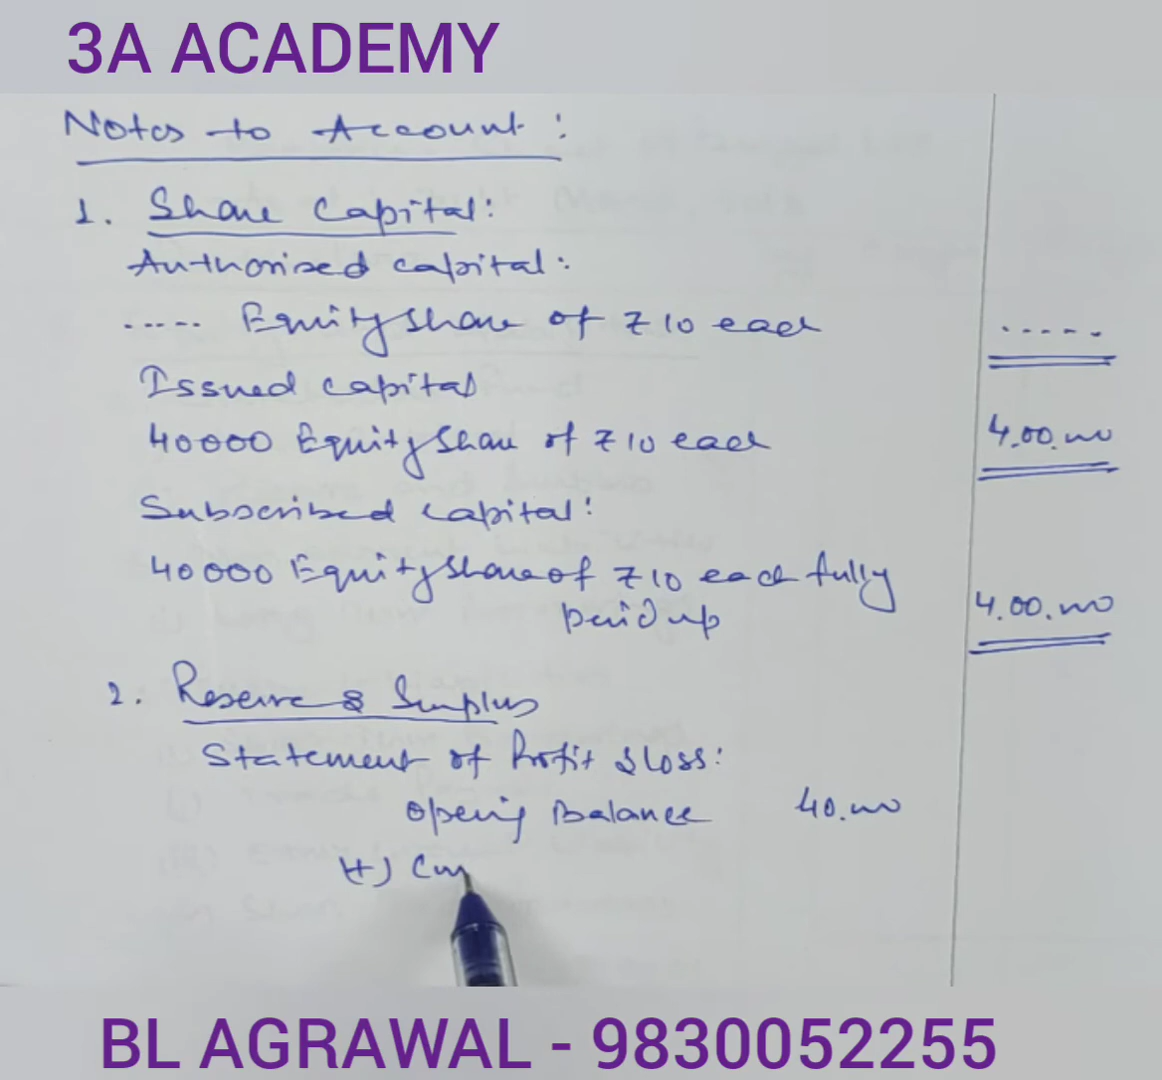 3A ACADEMY
Notes to Account:
1. Share Capital:
Authorised capital:
..... Equity share of ₹10 each .....
Issued capital
40000 Equity Share of ₹10 each 4.00.000
Subscribed capital:
40000 Equity share of ₹10 each fully
paid up 4.00.000
2. Reserve & Surplus
Statement of Profit & Loss:
Opening Balance 40.000
(+) Cur
BL AGRAWAL - 9830052255